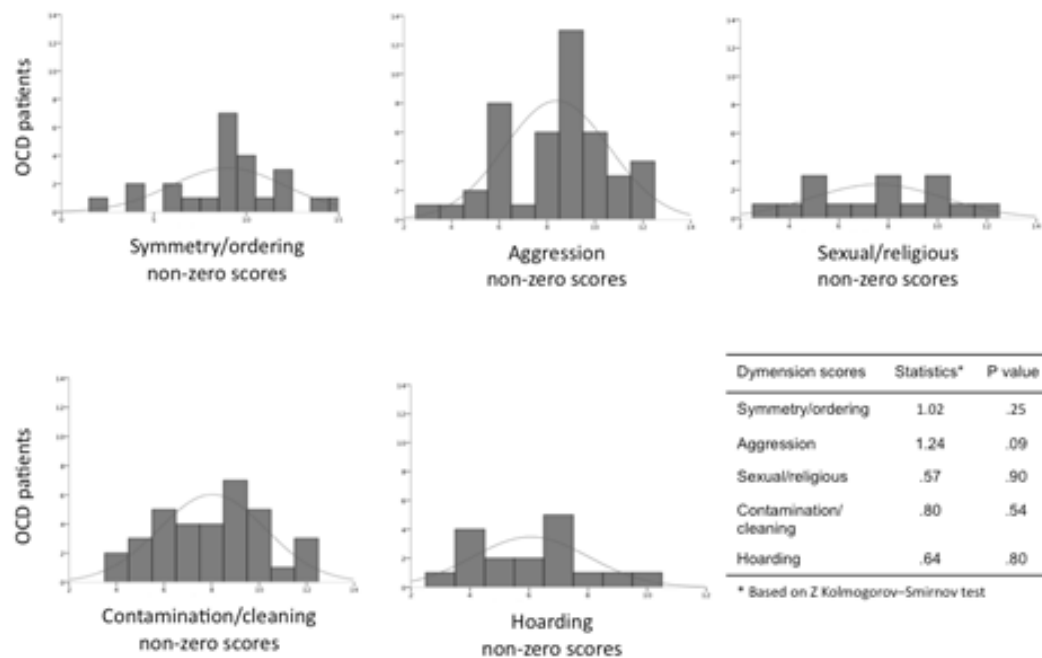 OCD patients
Symmetry/ordering
non-zero scores
Aggression
non-zero scores
Sexual/religious
non-zero scores
OCD patients
Contamination/cleaning
non-zero scores
Hoarding
non-zero scores
Dymension scores Statistics* P value
Symmetry/ordering 1.02 .25
Aggression 1.24 .09
Sexual/religious .57 .90
Contamination/ .80 .54
cleaning
Hoarding .64 .80
* Based on Z Kolmogorov–Smirnov test